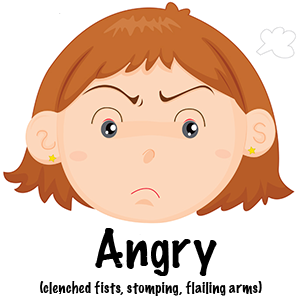 Angry
(clenched fists, stomping, flailing arms)